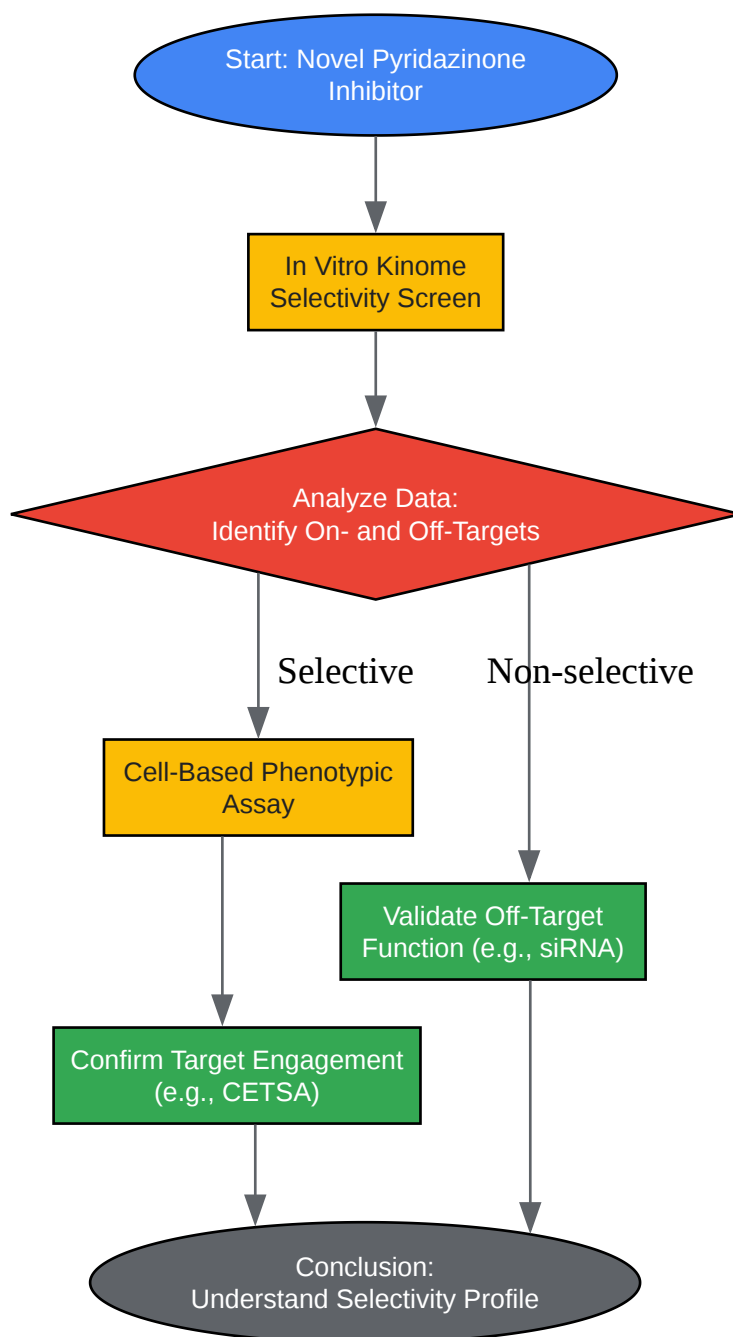 Start: Novel Pyridazinone
Inhibitor
In Vitro Kinome
Selectivity Screen
Analyze Data:
Identify On- and Off-Targets
Selective
Non-selective
Cell-Based Phenotypic
Assay
Validate Off-Target
Function (e.g., siRNA)
Confirm Target Engagement
(e.g., CETSA)
Conclusion:
Understand Selectivity Profile